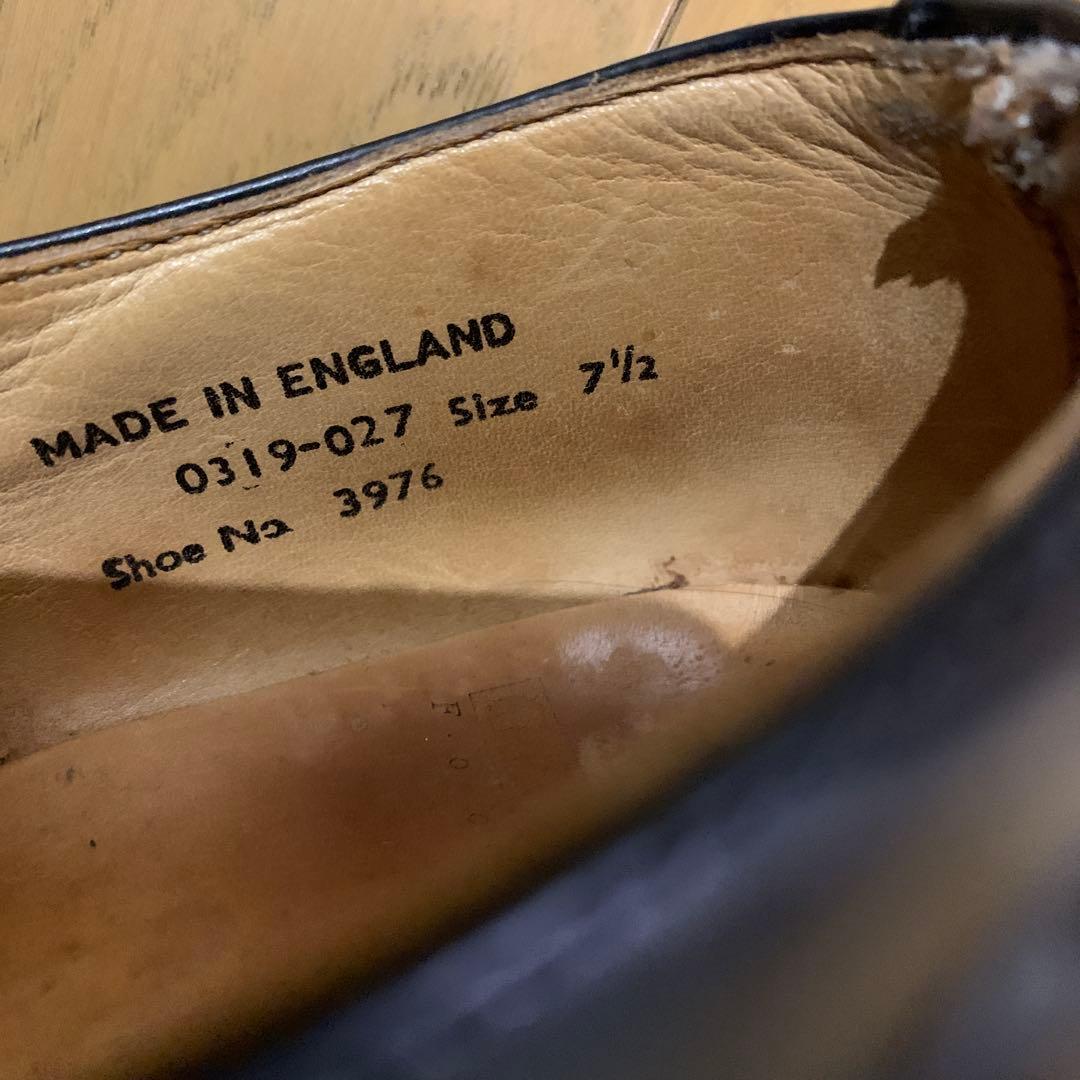 MADE IN ENGLAND
0319-027 Size 7½
Shoe No 3976